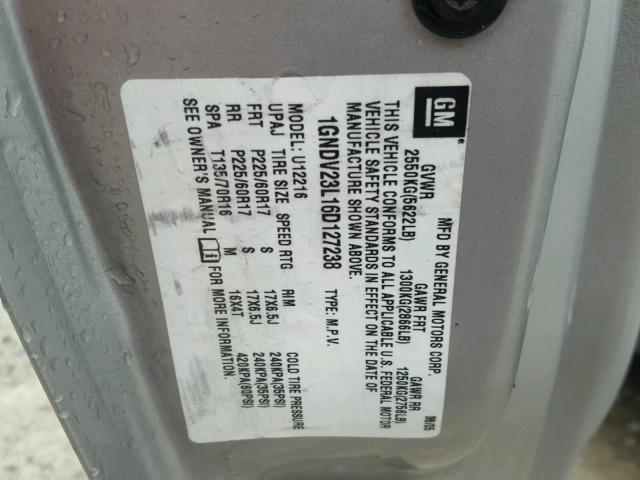 GM
MFD BY GENERAL MOTORS CORP. 08/05
GVWR GAWR FRT GAWR RR
2550KG(5622LB) 1300KG(2866LB) 1250KG(2756LB)
THIS VEHICLE CONFORMS TO ALL APPLICABLE U.S. FEDERAL MOTOR
VEHICLE SAFETY STANDARDS IN EFFECT ON THE DATE OF
MANUFACTURE SHOWN ABOVE.
1GNDV23L16D127238 TYPE: M.P.V.
MODEL: U12216
UPAJ TIRE SIZE SPEED RTG RIM COLD TIRE PRESSURE
FRT P225/60R17 S 17X6.5J 240KPA(35PSI)
RR P225/60R17 S 17X6.5J 240KPA(35PSI)
SPA T135/70R16 M 16X4T 420KPA(60PSI)
SEE OWNER'S MANUAL FOR MORE INFORMATION.